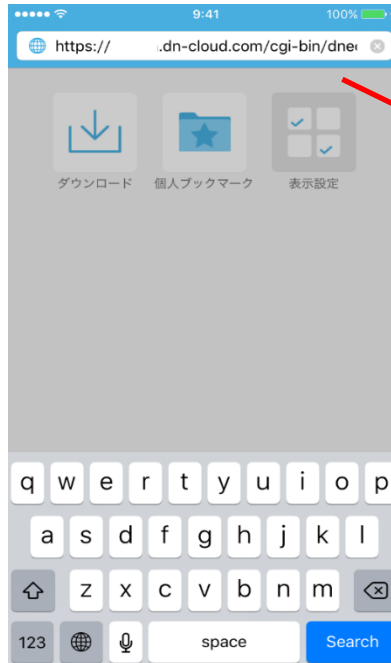 9:41 100%
https:// .dn-cloud.com/cgi-bin/dne
ダウンロード 個人ブックマーク 表示設定
q w e r t y u i o p
a s d f g h j k l
z x c v b n m
123 space Search